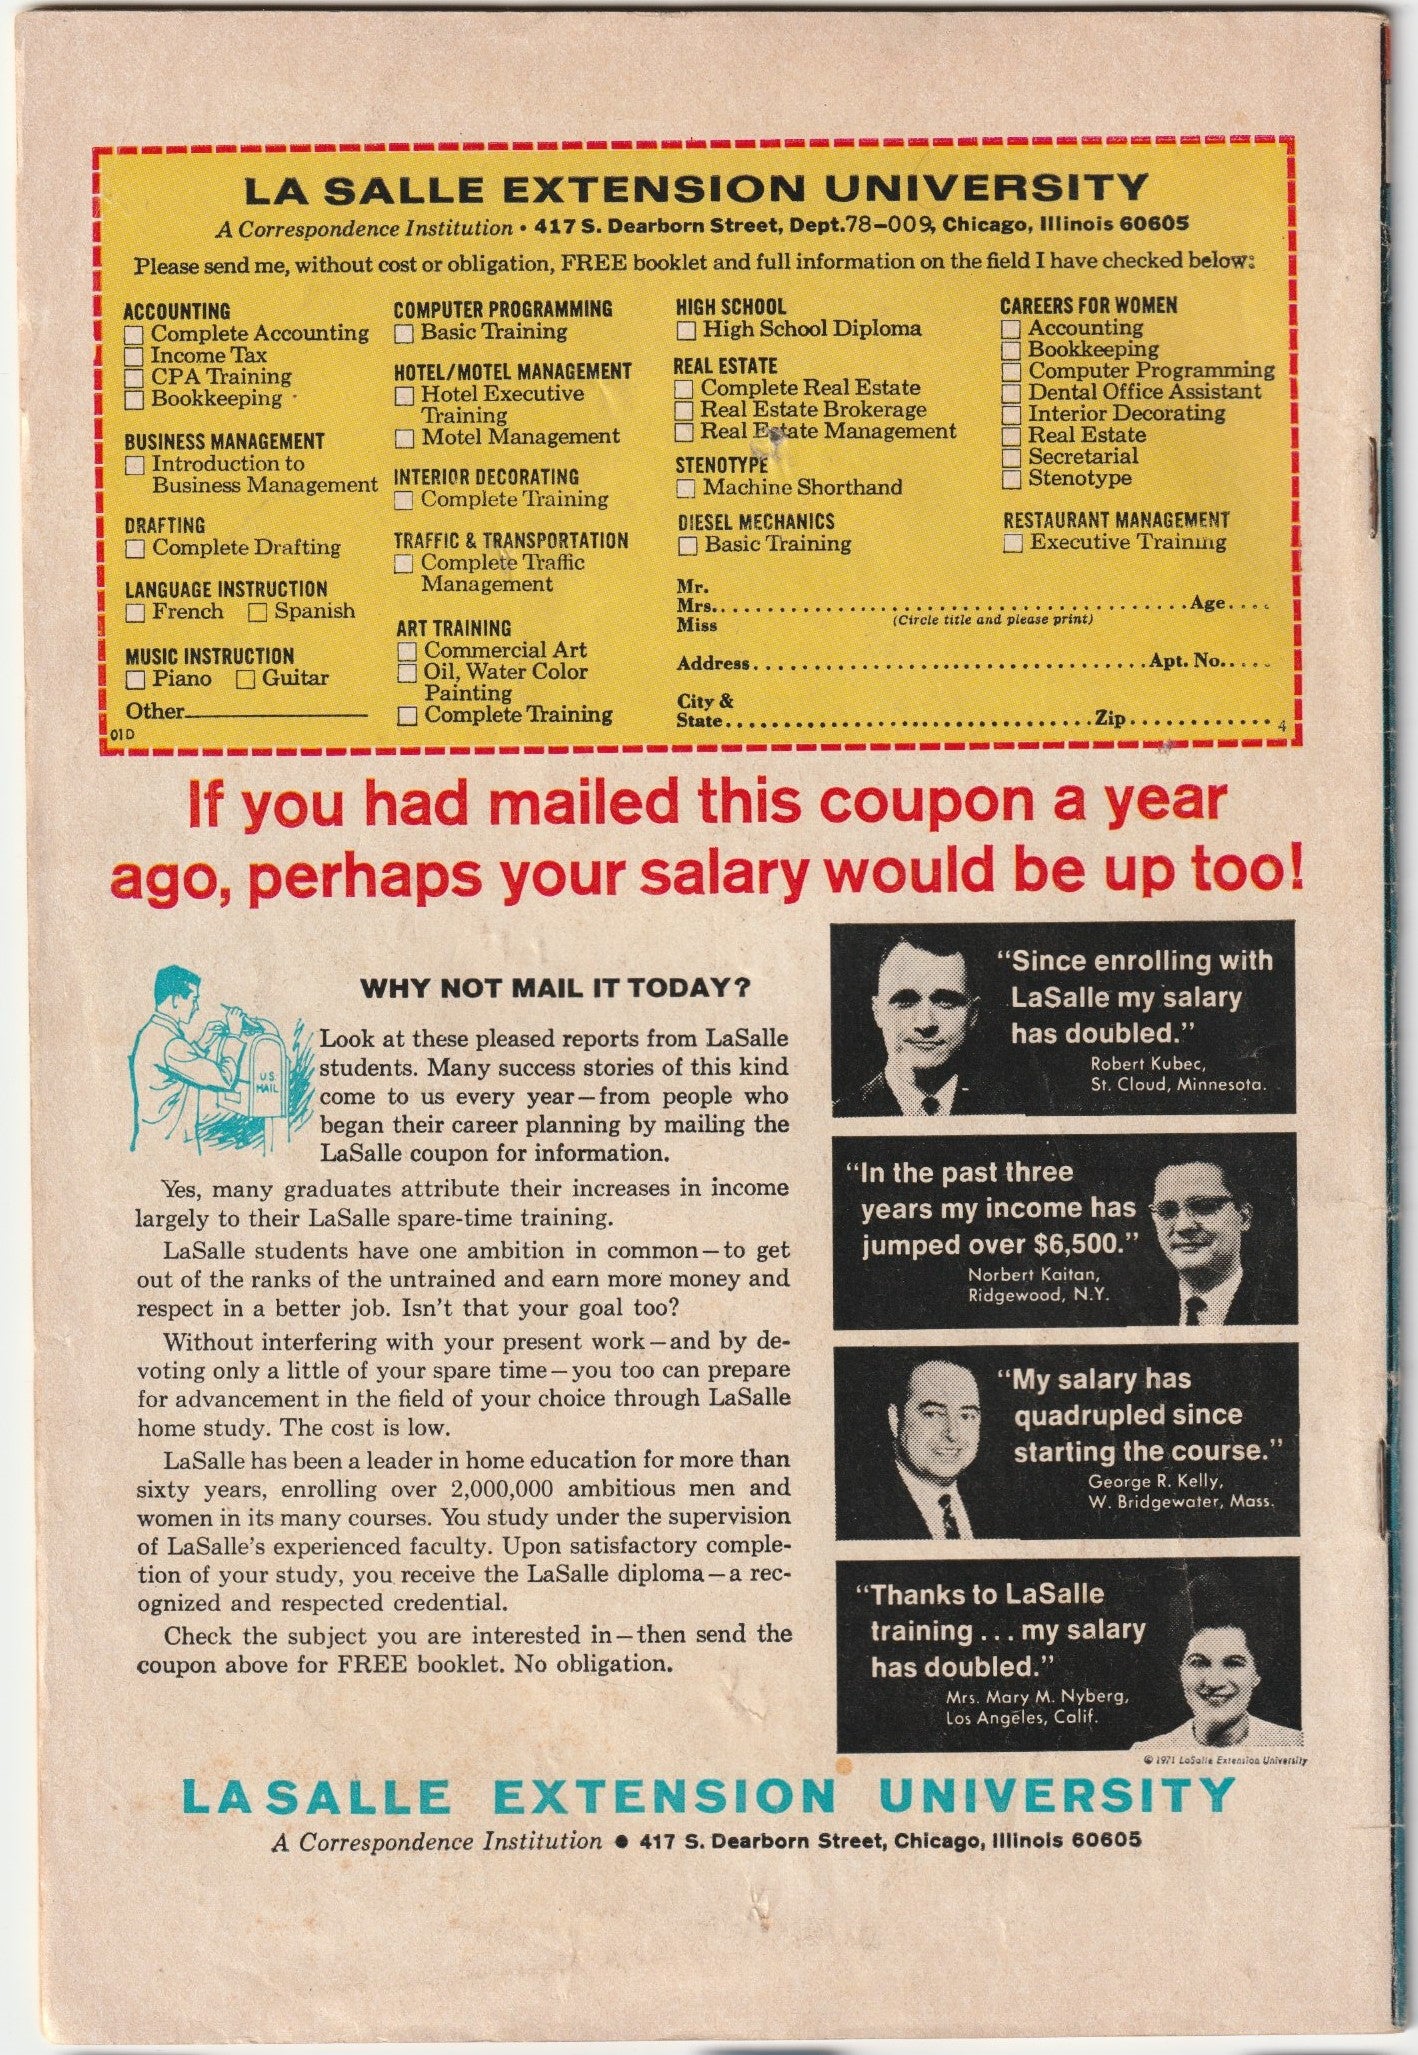 LA SALLE EXTENSION UNIVERSITY
A Correspondence Institution • 417 S. Dearborn Street, Dept.78-009, Chicago, Illinois 60605
Please send me, without cost or obligation, FREE booklet and full information on the field I have checked below:
ACCOUNTING
Complete Accounting
Income Tax
CPA Training
Bookkeeping
BUSINESS MANAGEMENT
Introduction to
Business Management
DRAFTING
Complete Drafting
LANGUAGE INSTRUCTION
French Spanish
MUSIC INSTRUCTION
Piano Guitar
Other
01D
COMPUTER PROGRAMMING
Basic Training
HOTEL/MOTEL MANAGEMENT
Hotel Executive
Training
Motel Management
INTERIOR DECORATING
Complete Training
TRAFFIC & TRANSPORTATION
Complete Traffic
Management
ART TRAINING
Commercial Art
Oil, Water Color
Painting
Complete Training
HIGH SCHOOL
High School Diploma
REAL ESTATE
Complete Real Estate
Real Estate Brokerage
Real Estate Management
STENOTYPE
Machine Shorthand
DIESEL MECHANICS
Basic Training
CAREERS FOR WOMEN
Accounting
Bookkeeping
Computer Programming
Dental Office Assistant
Interior Decorating
Real Estate
Secretarial
Stenotype
RESTAURANT MANAGEMENT
Executive Training
Mr.
Mrs. Age
Miss (Circle title and please print)
Address Apt. No.
City &
State Zip 4
If you had mailed this coupon a year
ago, perhaps your salary would be up too!
U.S.
MAIL
WHY NOT MAIL IT TODAY?
Look at these pleased reports from LaSalle
students. Many success stories of this kind
come to us every year—from people who
began their career planning by mailing the
LaSalle coupon for information.
Yes, many graduates attribute their increases in income
largely to their LaSalle spare-time training.
LaSalle students have one ambition in common—to get
out of the ranks of the untrained and earn more money and
respect in a better job. Isn't that your goal too?
Without interfering with your present work—and by de-
voting only a little of your spare time—you too can prepare
for advancement in the field of your choice through LaSalle
home study. The cost is low.
LaSalle has been a leader in home education for more than
sixty years, enrolling over 2,000,000 ambitious men and
women in its many courses. You study under the supervision
of LaSalle's experienced faculty. Upon satisfactory comple-
tion of your study, you receive the LaSalle diploma—a rec-
ognized and respected credential.
Check the subject you are interested in—then send the
coupon above for FREE booklet. No obligation.
"Since enrolling with
LaSalle my salary
has doubled."
Robert Kubec,
St. Cloud, Minnesota.
"In the past three
years my income has
jumped over $6,500."
Norbert Kaitan,
Ridgewood, N.Y.
"My salary has
quadrupled since
starting the course."
George R. Kelly,
W. Bridgewater, Mass.
"Thanks to LaSalle
training ... my salary
has doubled."
Mrs. Mary M. Nyberg,
Los Angeles, Calif.
© 1971 LaSalle Extension University
LASALLE EXTENSION UNIVERSITY
A Correspondence Institution • 417 S. Dearborn Street, Chicago, Illinois 60605